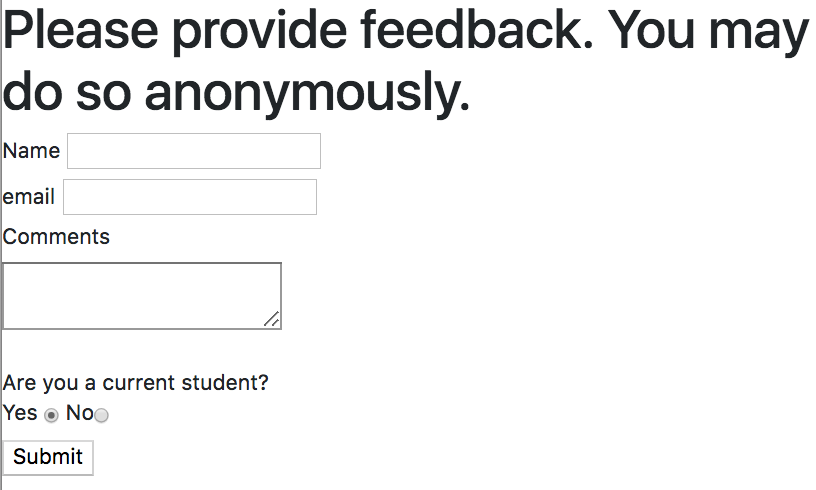 Please provide feedback. You may
do so anonymously.
Name
email
Comments
Are you a current student?
Yes No
Submit